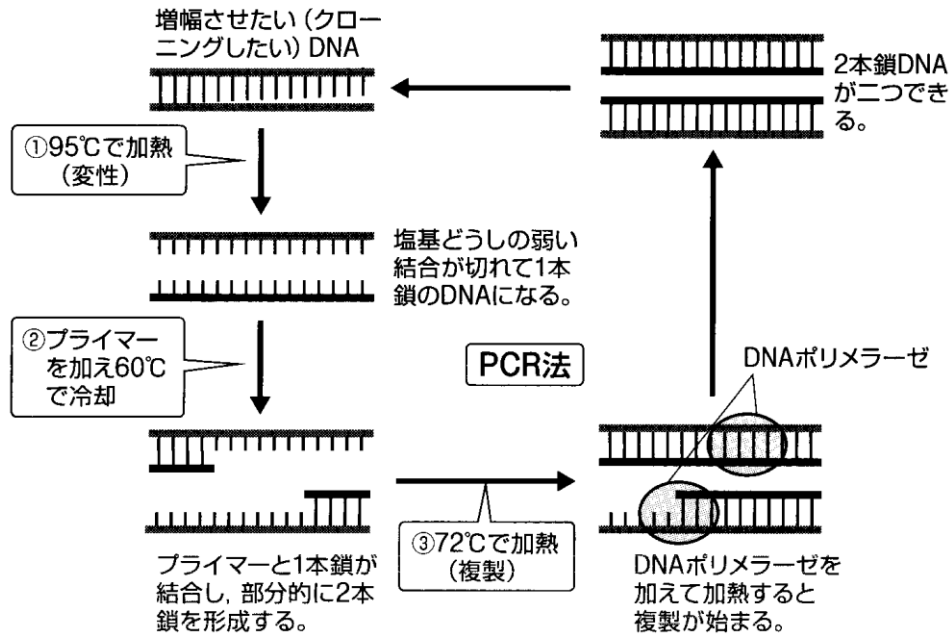 増幅させたい(クロー
ニングしたい)DNA
①95℃で加熱
(変性)
塩基どうしの弱い
結合が切れて1本
鎖のDNAになる。
②プライマー
を加え60℃
で冷却
プライマーと1本鎖が
結合し, 部分的に2本
鎖を形成する。
③72℃で加熱
(複製)
PCR法
DNAポリメラーゼ
DNAポリメラーゼを
加えて加熱すると
複製が始まる。
2本鎖DNA
が二つでき
る。